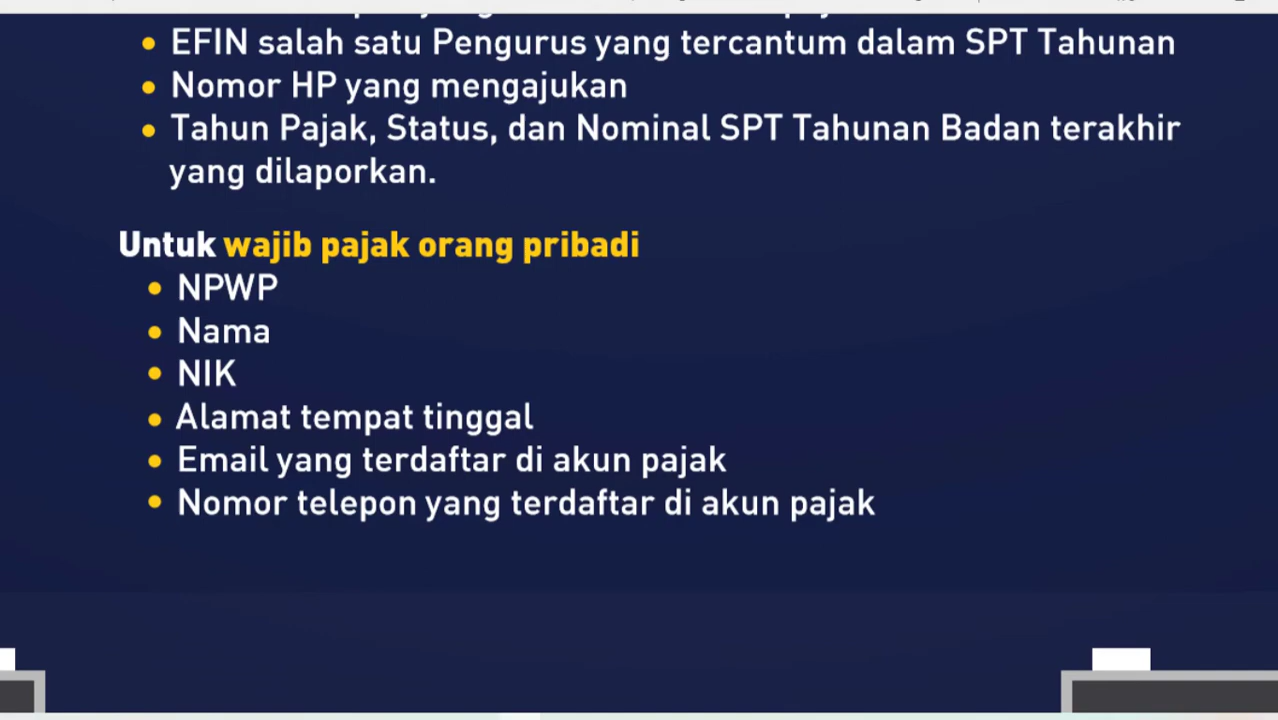 EFIN salah satu Pengurus yang tercantum dalam SPT Tahunan
Nomor HP yang mengajukan
Tahun Pajak, Status, dan Nominal SPT Tahunan Badan terakhir
yang dilaporkan.
Untuk wajib pajak orang pribadi
NPWP
Nama
NIK
Alamat tempat tinggal
Email yang terdaftar di akun pajak
Nomor telepon yang terdaftar di akun pajak